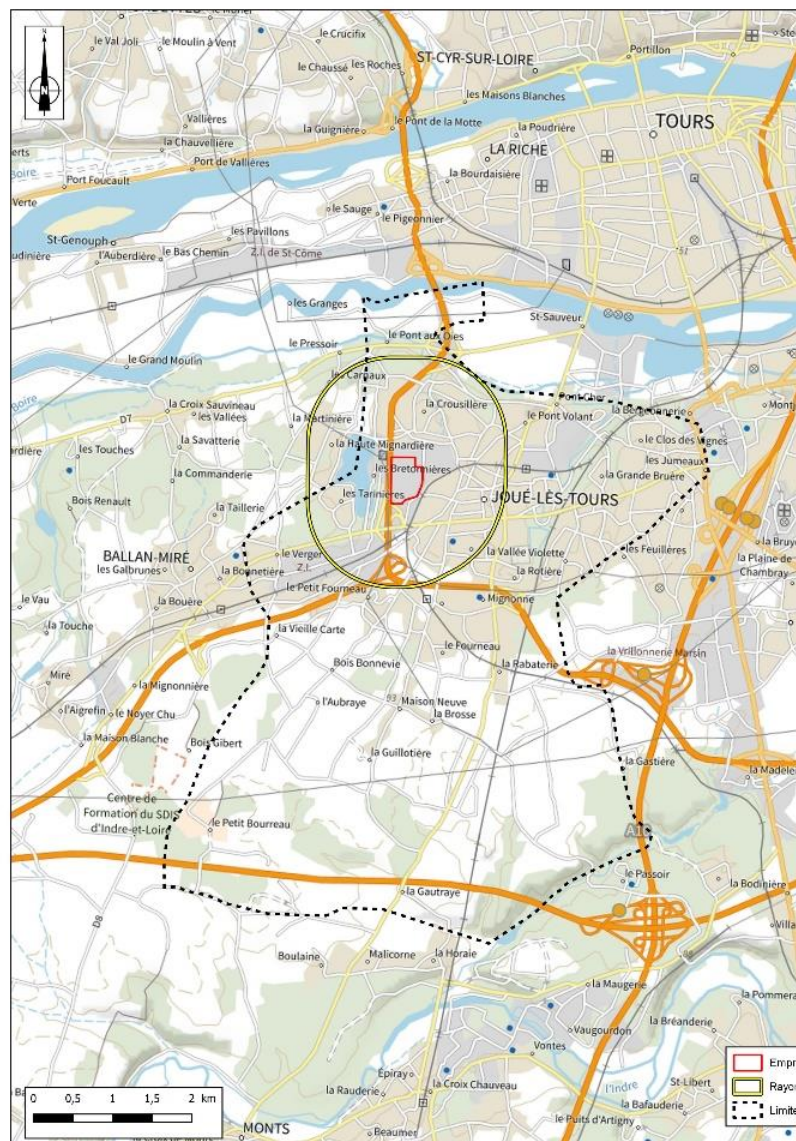 le Crucifix
le Val Joli
le Moulin à Vent
ST-CYR-SUR-LOIRE
Portillon
le Chaussé
les Roches
les Maisons Blanches
Vallières
la Guignière
le Pont de la Motte
la Poudrière
TOURS
la Chauvellière
LA RICHE
Port de Vallières
la Bourdaisière
Port Foucault
le Sauge
le Pigeonnier
les Pavillons
St-Genouph
l'Auberdière
le Bas Chemin
Z.I. de St-Côme
les Granges
St-Sauveur
le Pont aux Oies
le Pressoir
le Grand Moulin
les Carnaux
Boire
la Croix Sauvineau
les Vallées
la Crousillère
Pont Cher
la Bergeonnerie
D7
la Martinière
le Pont Volant
la Savatterie
la Haute Mignardière
le Clos des Vignes
les Touches
les Bretonnières
les Jumeaux
la Commanderie
la Grande Bruère
Bois Renault
les Tarinières
JOUÉ-LÈS-TOURS
la Taillerie
BALLAN-MIRÉ
le Verger
la Vallée Violette
les Feuillères
la Plaine de
Chambray
les Galbrunes
la Bonnetière
Z.I.
la Rotière
le Vau
la Bouère
le Petit Fourneau
Mignonne
la Touche
la Vieille Carte
le Fourneau
la Vrillonnerie
Miré
Bois Bonnevie
la Rabaterie
la Mignonnière
l'Aigrefin
le Noyer Chu
l'Aubraye
93
Maison Neuve
la Brosse
la Maison Blanche
Bois Gibert
la Guillotière
la Gastière
Centre de
Formation du SDIS
d'Indre-et-Loire
le Petit Bourreau
A10
le Passoir
la Gautraye
la Bodinière
D8
Boulaine
Malicorne
la Horaie
la Maugerie
Vaugourdon
la Bréanderie
Vontes
l'Indre
Épiray
la Croix Chauveau
St-Libert
la Rauderie
la Bafauderie
MONTS
Beaumer
le Puits d'Artigny
N
0 0,5 1 1,5 2 km
Empr
Rayo
Limite